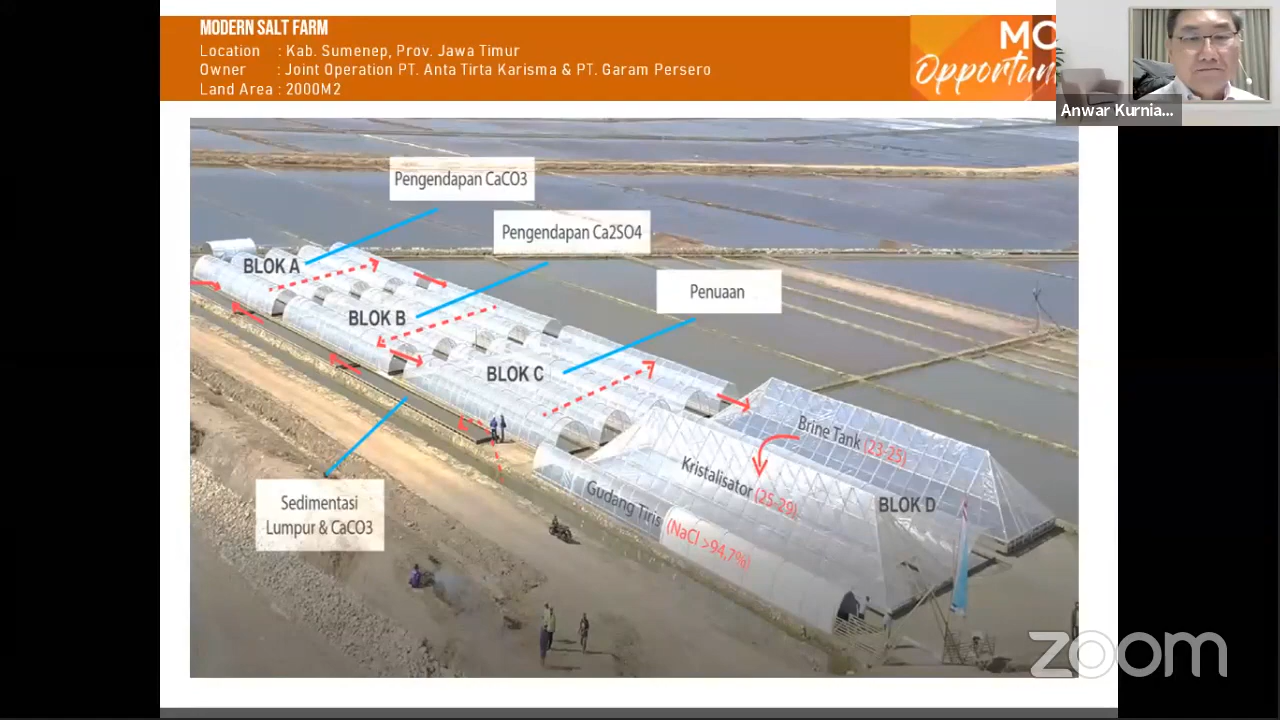 MODERN SALT FARM
Location : Kab. Sumenep, Prov. Jawa Timur
Owner : Joint Operation PT. Anta Tirta Karisma & PT. Garam Persero
Land Area : 2000M2
MO
Opportun
Anwar Kurnia...
Pengendapan CaCO3
Pengendapan Ca2SO4
BLOK A
Penuaan
BLOK B
BLOK C
Brine Tank (23-25)
Kristalisator (25-29)
BLOK D
Gudang Tiris (NaCl >94,7%)
Sedimentasi
Lumpur & CaCO3
zoom